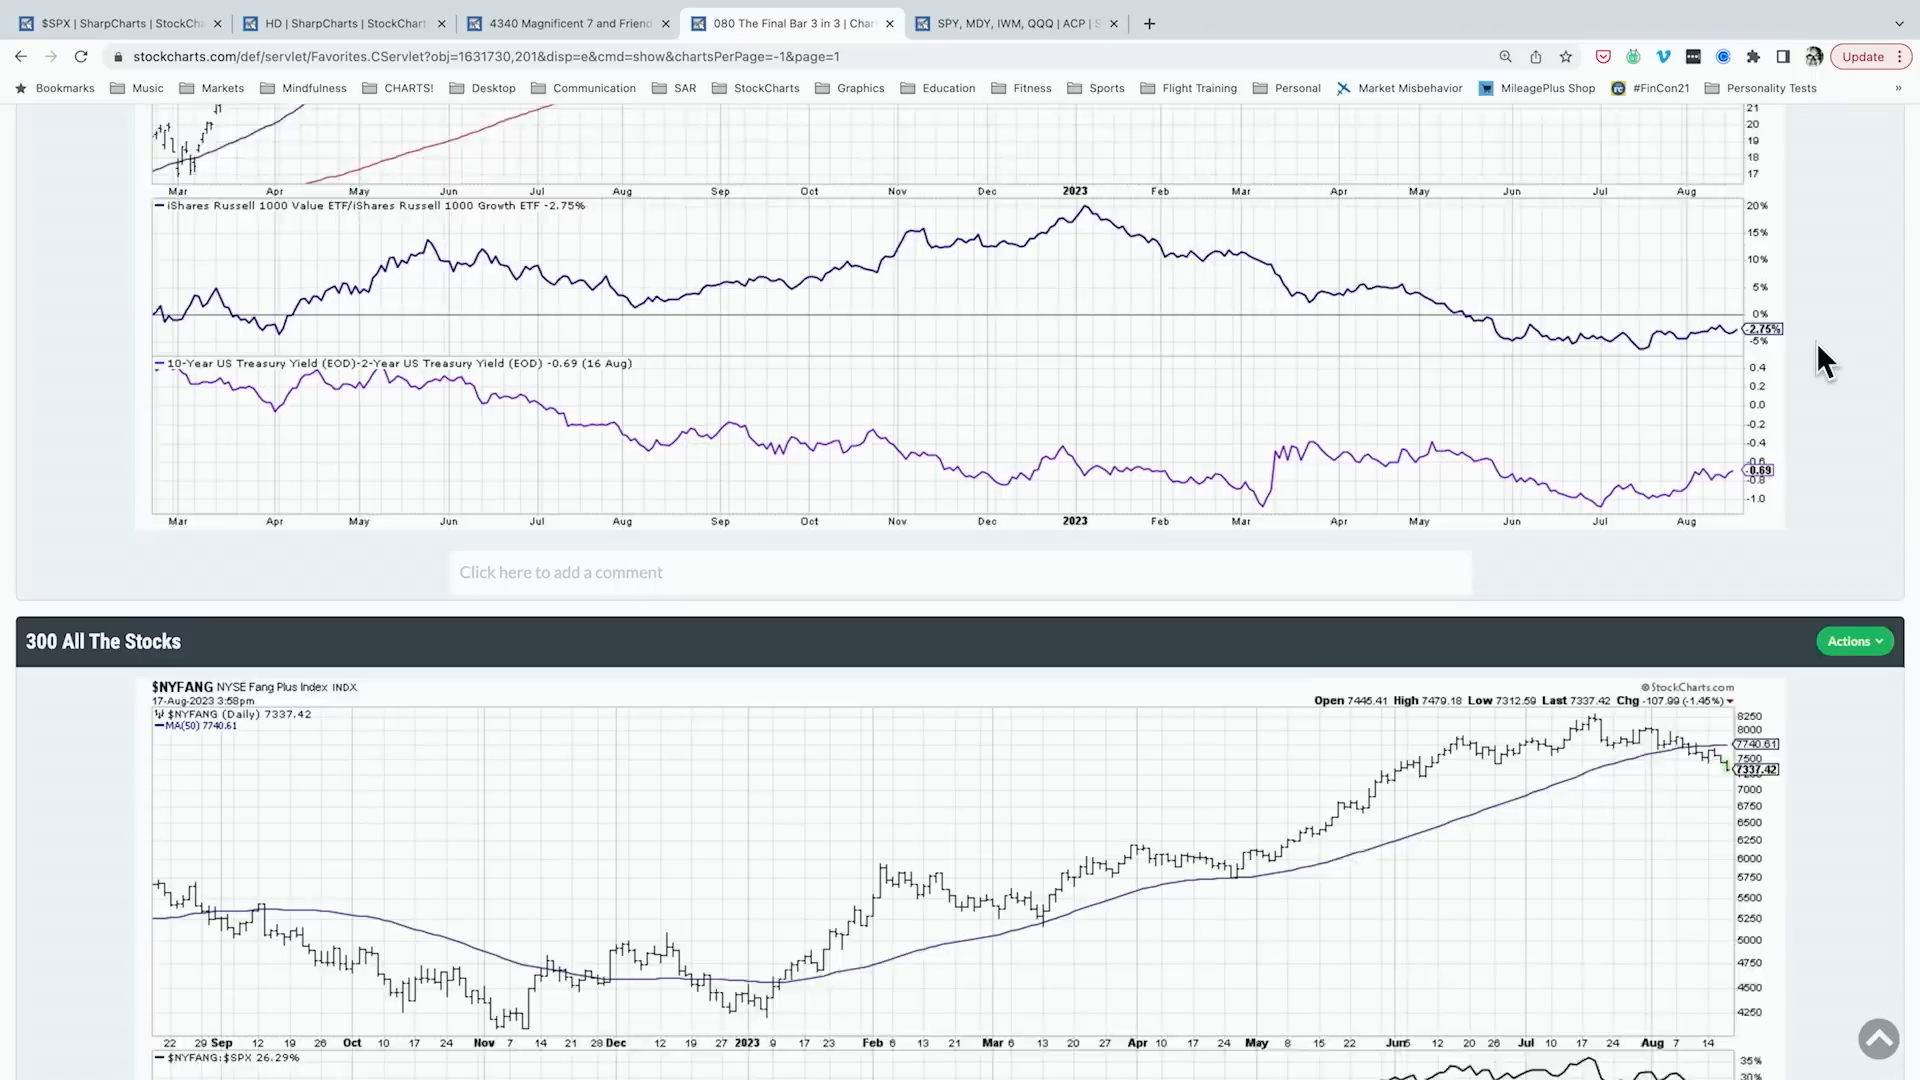 $SPX | SharpCharts | StockCha
HD | SharpCharts | StockChart
4340 Magnificent 7 and Friend
080 The Final Bar 3 in 3 | Char
SPY, MDY, IWM, QQQ | ACP | S
stockcharts.com/def/servlet/Favorites.CServlet?obj=1631730,201&disp=e&cmd=show&chartsPerPage=-1&page=1
Update
Bookmarks Music Markets Mindfulness CHARTS! Desktop Communication SAR StockCharts Graphics Education Fitness Sports Flight Training Personal Market Misbehavior MileagePlus Shop #FinCon21 Personality Tests »
21
20
19
18
17
Mar Apr May Jun Jul Aug Sep Oct Nov Dec 2023 Feb Mar Apr May Jun Jul Aug
iShares Russell 1000 Value ETF/iShares Russell 1000 Growth ETF -2.75%
20%
15%
10%
5%
0%
-2.75%
-5%
10-Year US Treasury Yield (EOD)-2-Year US Treasury Yield (EOD) -0.69 (16 Aug)
0.4
0.2
0.0
-0.2
-0.4
-0.69
-0.8
-1.0
Mar Apr May Jun Jul Aug Sep Oct Nov Dec 2023 Feb Mar Apr May Jun Jul Aug
Click here to add a comment
300 All The Stocks
Actions
$NYFANG NYSE Fang Plus Index INDX
© StockCharts.com
17-Aug-2023 3:58pm
Open 7445.41 High 7479.18 Low 7312.59 Last 7337.42 Chg -107.99 (-1.45%)
$NYFANG (Daily) 7337.42
MA(50) 7740.61
8250
8000
7740.61
7500
7337.42
7000
6750
6500
6250
6000
5750
5500
5250
5000
4750
4500
4250
22 29 Sep 12 19 26 Oct 10 17 24 Nov 7 14 21 28 Dec 12 19 27 2023 9 17 23 Feb 6 13 21 Mar 6 13 20 27 Apr 10 17 24 May 8 15 22 Jun 5 12 20 26 Jul 10 17 24 Aug 7 14
$NYFANG:$SPX 26.29%
35%
30%